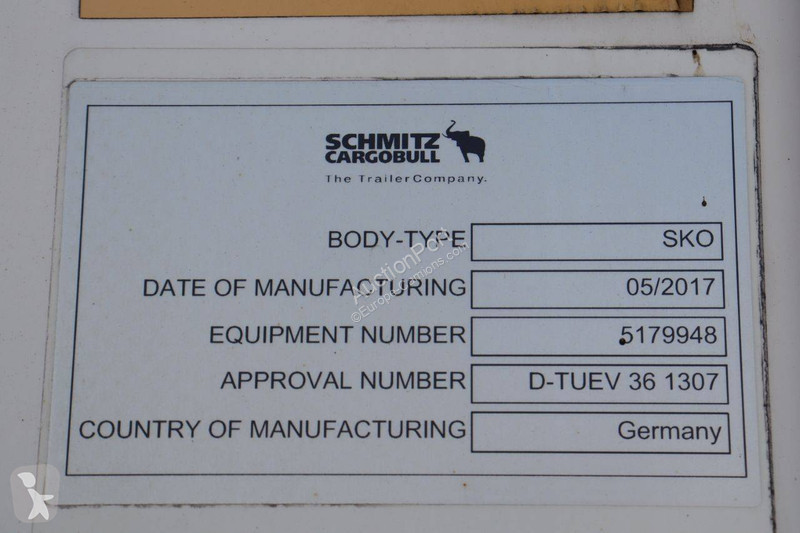 SCHMITZ
CARGOBULL
The TrailerCompany.
BODY-TYPE SKO
DATE OF MANUFACTURING 05/2017
EQUIPMENT NUMBER 5179948
APPROVAL NUMBER D-TUEV 36 1307
COUNTRY OF MANUFACTURING Germany
AuctionPort